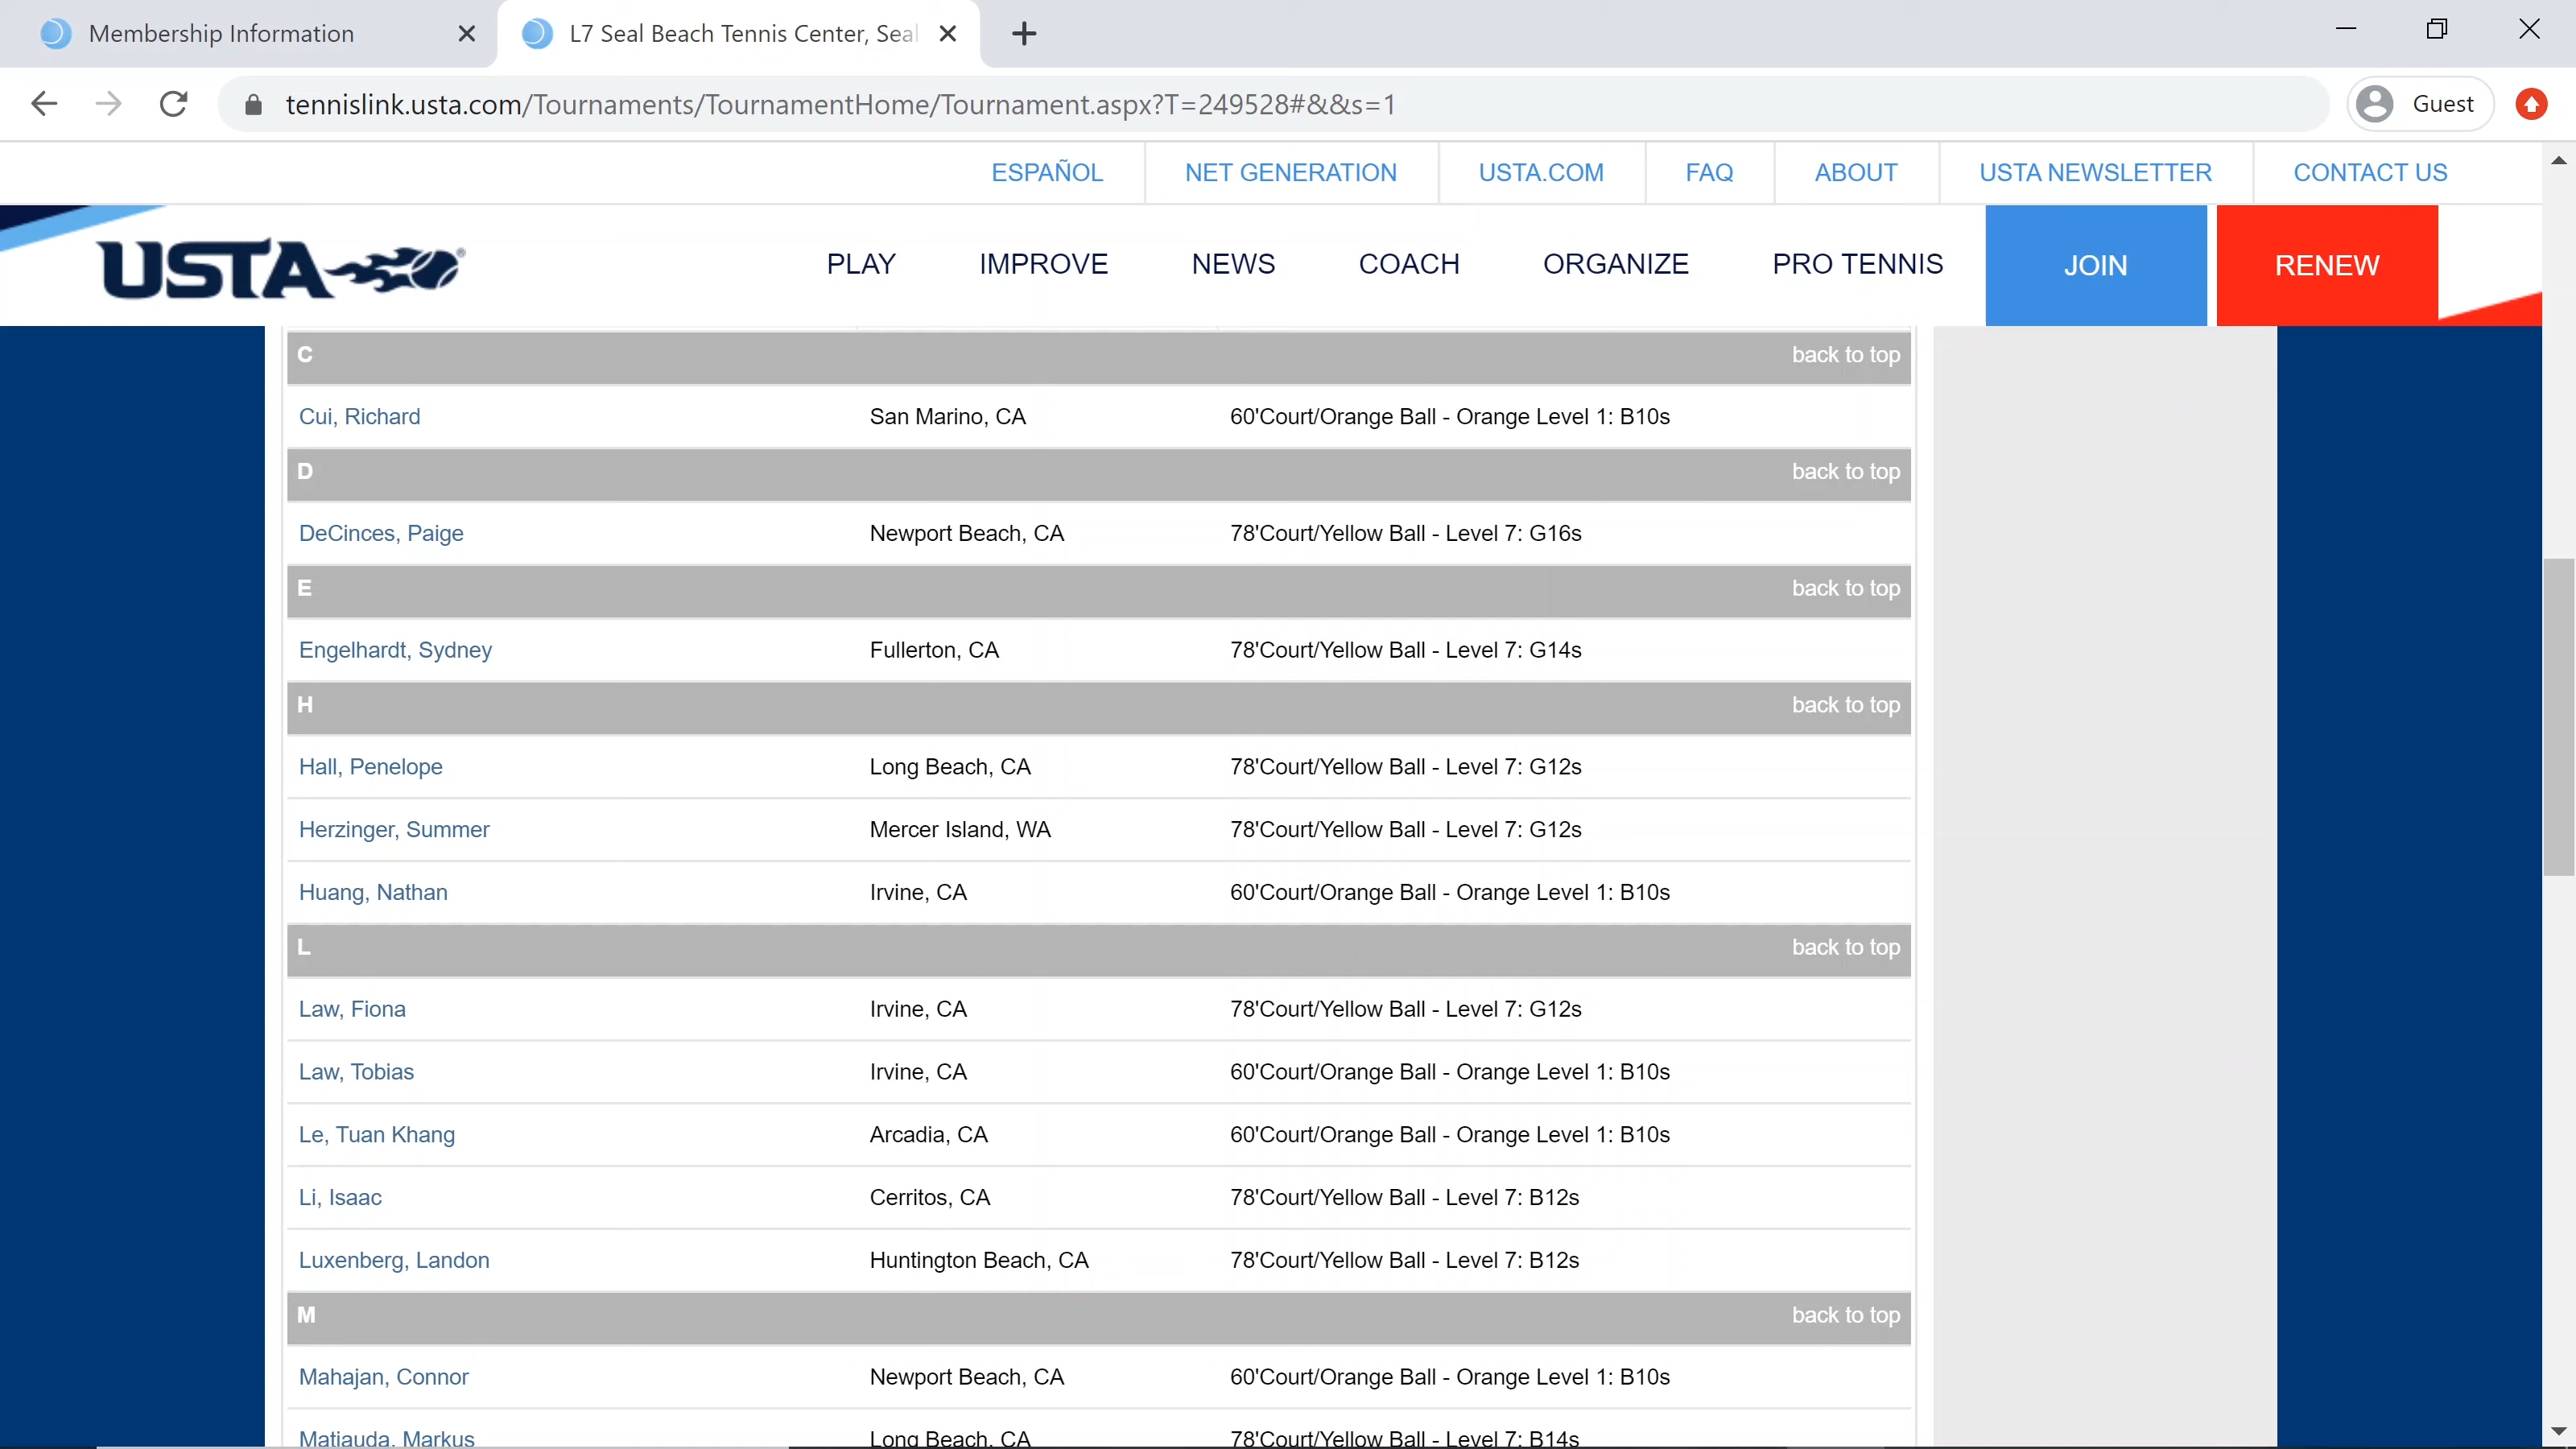 Membership Information
L7 Seal Beach Tennis Center, Seal
tennislink.usta.com/Tournaments/TournamentHome/Tournament.aspx?T=249528#&&s=1
Guest
ESPAÑOL NET GENERATION USTA.COM FAQ ABOUT USTA NEWSLETTER CONTACT US
USTA PLAY IMPROVE NEWS COACH ORGANIZE PRO TENNIS JOIN RENEW
C back to top
Cui, Richard San Marino, CA 60'Court/Orange Ball - Orange Level 1: B10s
D back to top
DeCinces, Paige Newport Beach, CA 78'Court/Yellow Ball - Level 7: G16s
E back to top
Engelhardt, Sydney Fullerton, CA 78'Court/Yellow Ball - Level 7: G14s
H back to top
Hall, Penelope Long Beach, CA 78'Court/Yellow Ball - Level 7: G12s
Herzinger, Summer Mercer Island, WA 78'Court/Yellow Ball - Level 7: G12s
Huang, Nathan Irvine, CA 60'Court/Orange Ball - Orange Level 1: B10s
L back to top
Law, Fiona Irvine, CA 78'Court/Yellow Ball - Level 7: G12s
Law, Tobias Irvine, CA 60'Court/Orange Ball - Orange Level 1: B10s
Le, Tuan Khang Arcadia, CA 60'Court/Orange Ball - Orange Level 1: B10s
Li, Isaac Cerritos, CA 78'Court/Yellow Ball - Level 7: B12s
Luxenberg, Landon Huntington Beach, CA 78'Court/Yellow Ball - Level 7: B12s
M back to top
Mahajan, Connor Newport Beach, CA 60'Court/Orange Ball - Orange Level 1: B10s
Matiauda, Markus Long Beach, CA 78'Court/Yellow Ball - Level 7: B14s